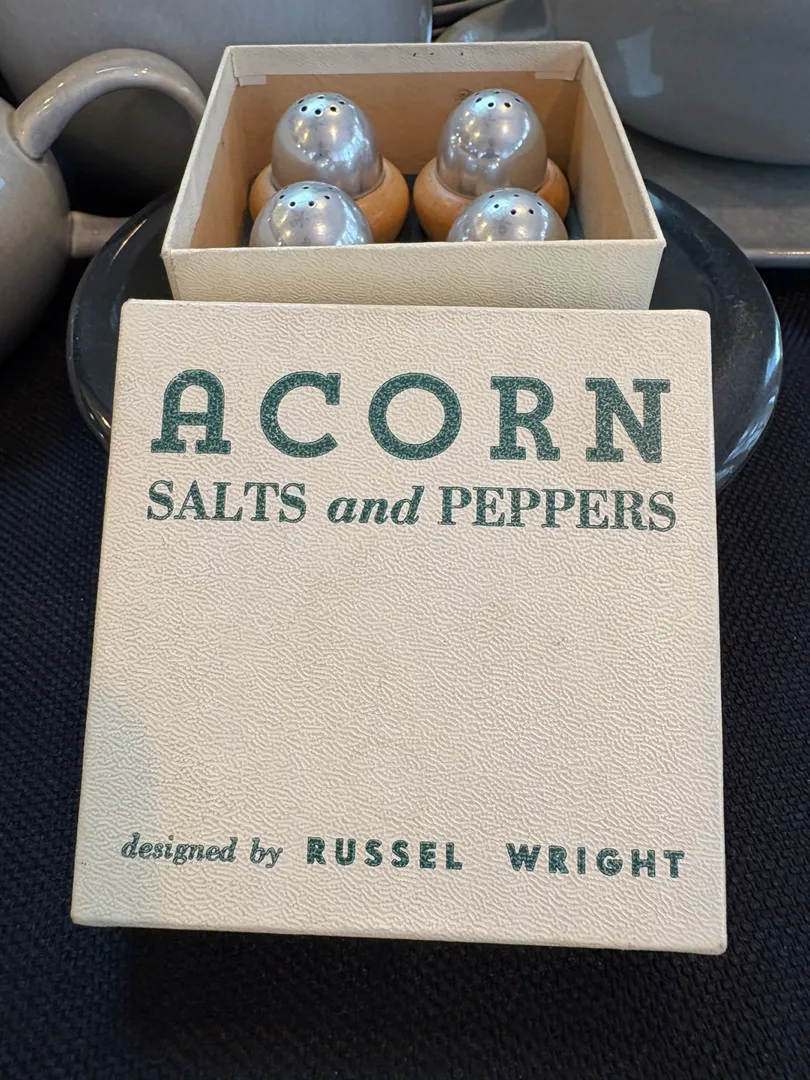 ACORN
SALTS and PEPPERS
designed by RUSSEL WRIGHT